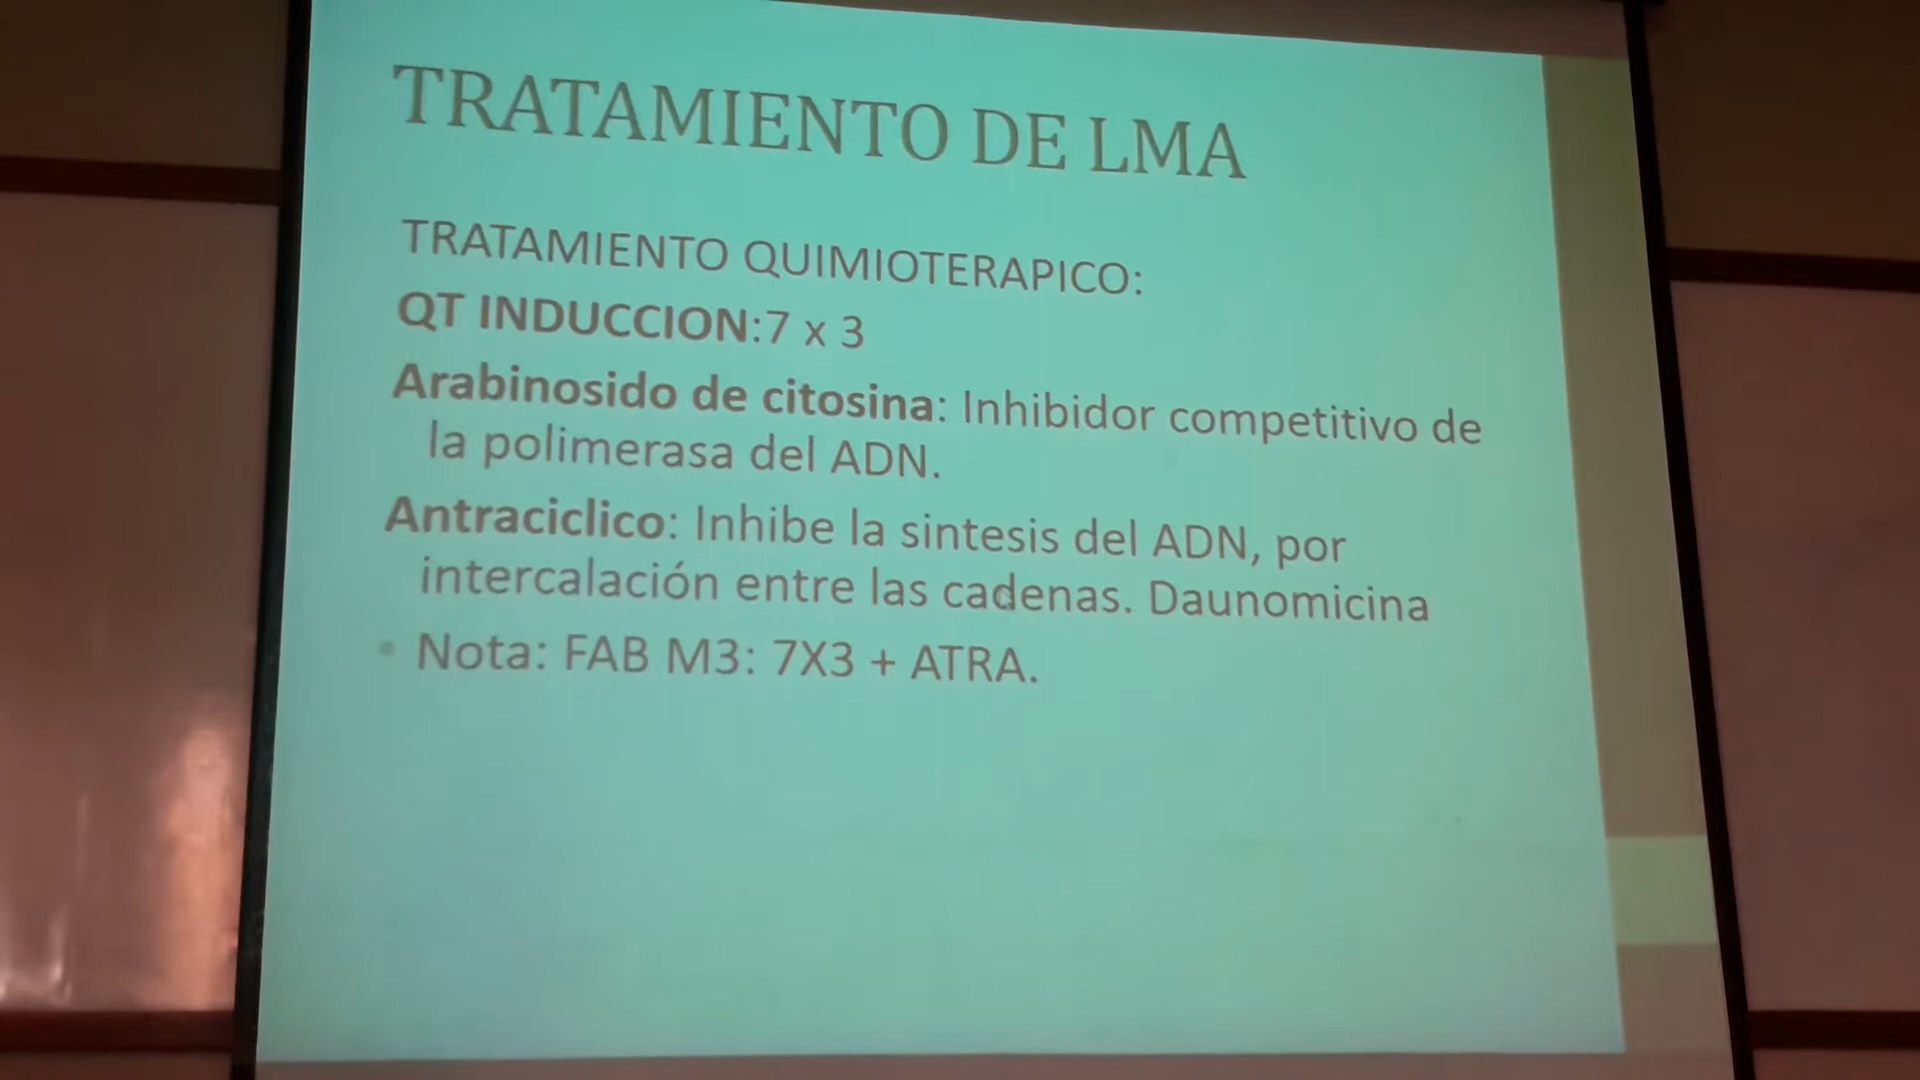 TRATAMIENTO DE LMA
TRATAMIENTO QUIMIOTERAPICO:
QT INDUCCION:7 x 3
Arabinosido de citosina: Inhibidor competitivo de
la polimerasa del ADN.
Antraciclico: Inhibe la sintesis del ADN, por
intercalación entre las cadenas. Daunomicina
• Nota: FAB M3: 7X3 + ATRA.